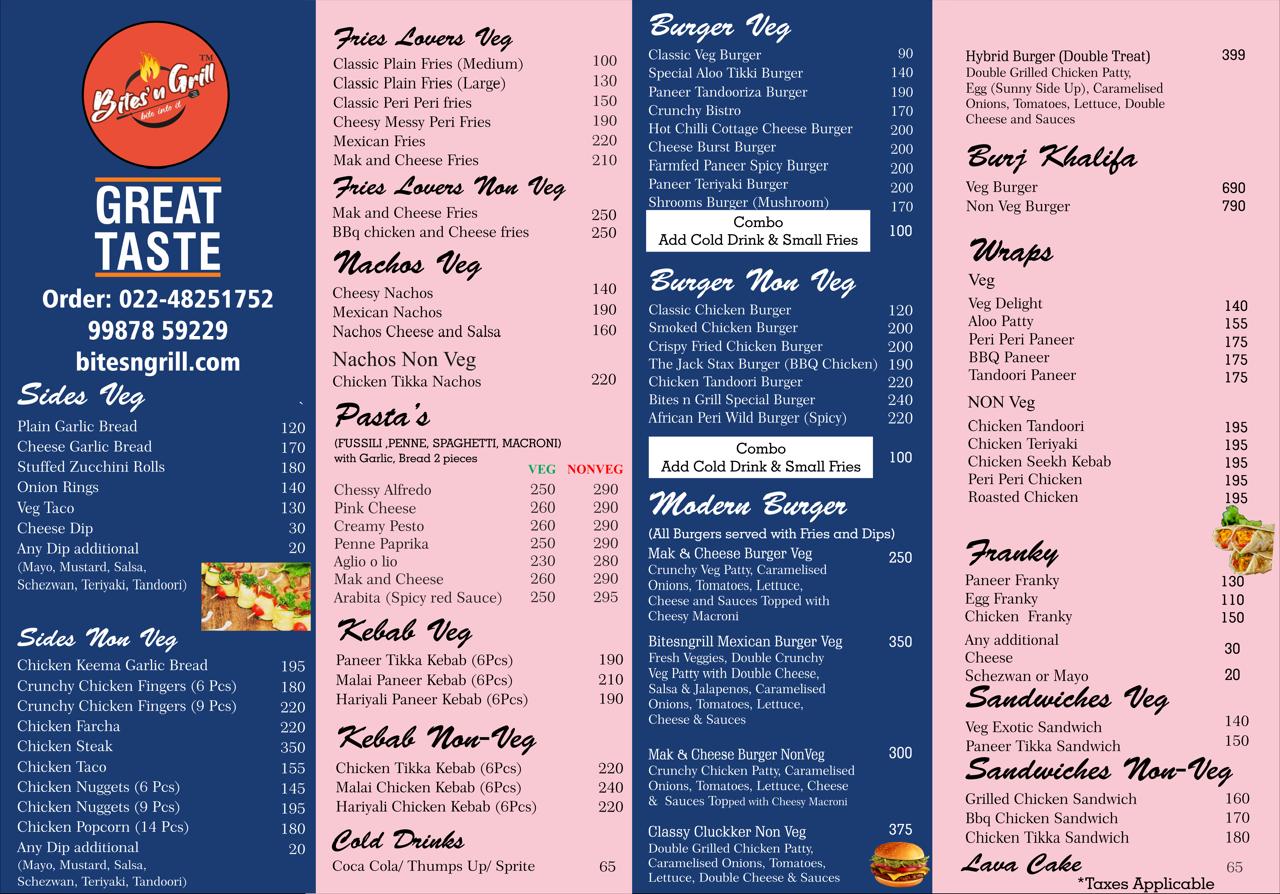 Bites'n Grill
TM
bite into it
GREAT
TASTE
Order: 022-48251752
99878 59229
bitesngrill.com
Sides Veg `
Plain Garlic Bread 120
Cheese Garlic Bread 170
Stuffed Zucchini Rolls 180
Onion Rings 140
Veg Taco 130
Cheese Dip 30
Any Dip additional 20
(Mayo, Mustard, Salsa,
Schezwan, Teriyaki, Tandoori)
Sides Non Veg
Chicken Keema Garlic Bread 195
Crunchy Chicken Fingers (6 Pcs) 180
Crunchy Chicken Fingers (9 Pcs) 220
Chicken Farcha 220
Chicken Steak 350
Chicken Taco 155
Chicken Nuggets (6 Pcs) 145
Chicken Nuggets (9 Pcs) 195
Chicken Popcorn (14 Pcs) 180
Any Dip additional 20
(Mayo, Mustard, Salsa,
Schezwan, Teriyaki, Tandoori)
Fries Lovers Veg
Classic Plain Fries (Medium) 100
Classic Plain Fries (Large) 130
Classic Peri Peri fries 150
Cheesy Messy Peri Fries 190
Mexican Fries 220
Mak and Cheese Fries 210
Fries Lovers Non Veg
Mak and Cheese Fries 250
BBq chicken and Cheese fries 250
Nachos Veg
Cheesy Nachos 140
Mexican Nachos 190
Nachos Cheese and Salsa 160
Nachos Non Veg
Chicken Tikka Nachos 220
Pasta's
(FUSSILI ,PENNE, SPAGHETTI, MACRONI)
with Garlic, Bread 2 pieces
VEG NONVEG
Chessy Alfredo 250 290
Pink Cheese 260 290
Creamy Pesto 260 290
Penne Paprika 250 290
Aglio o lio 230 280
Mak and Cheese 260 290
Arabita (Spicy red Sauce) 250 295
Kebab Veg
Paneer Tikka Kebab (6Pcs) 190
Malai Paneer Kebab (6Pcs) 210
Hariyali Paneer Kebab (6Pcs) 190
Kebab Non-Veg
Chicken Tikka Kebab (6Pcs) 220
Malai Chicken Kebab (6Pcs) 240
Hariyali Chicken Kebab (6Pcs) 220
Cold Drinks
Coca Cola/ Thumps Up/ Sprite 65
Burger Veg
Classic Veg Burger 90
Special Aloo Tikki Burger 140
Paneer Tandooriza Burger 190
Crunchy Bistro 170
Hot Chilli Cottage Cheese Burger 200
Cheese Burst Burger 200
Farmfed Paneer Spicy Burger 200
Paneer Teriyaki Burger 200
Shrooms Burger (Mushroom) 170
Combo
Add Cold Drink & Small Fries 100
Burger Non Veg
Classic Chicken Burger 120
Smoked Chicken Burger 200
Crispy Fried Chicken Burger 200
The Jack Stax Burger (BBQ Chicken) 190
Chicken Tandoori Burger 220
Bites n Grill Special Burger 240
African Peri Wild Burger (Spicy) 220
Combo
Add Cold Drink & Small Fries 100
Modern Burger
(All Burgers served with Fries and Dips)
Mak & Cheese Burger Veg 250
Crunchy Veg Patty, Caramelised
Onions, Tomatoes, Lettuce,
Cheese and Sauces Topped with
Cheesy Macroni
Bitesngrill Mexican Burger Veg 350
Fresh Veggies, Double Crunchy
Veg Patty with Double Cheese,
Salsa & Jalapenos, Caramelised
Onions, Tomatoes, Lettuce,
Cheese & Sauces
Mak & Cheese Burger NonVeg 300
Crunchy Chicken Patty, Caramelised
Onions, Tomatoes, Lettuce, Cheese
& Sauces Topped with Cheesy Macroni
Classy Cluckker Non Veg 375
Double Grilled Chicken Patty,
Caramelised Onions, Tomatoes,
Lettuce, Double Cheese & Sauces
Hybrid Burger (Double Treat) 399
Double Grilled Chicken Patty,
Egg (Sunny Side Up), Caramelised
Onions, Tomatoes, Lettuce, Double
Cheese and Sauces
Burj Khalifa
Veg Burger 690
Non Veg Burger 790
Wraps
Veg
Veg Delight 140
Aloo Patty 155
Peri Peri Paneer 175
BBQ Paneer 175
Tandoori Paneer 175
NON Veg
Chicken Tandoori 195
Chicken Teriyaki 195
Chicken Seekh Kebab 195
Peri Peri Chicken 195
Roasted Chicken 195
Franky
Paneer Franky 130
Egg Franky 110
Chicken Franky 150
Any additional
Cheese 30
Schezwan or Mayo 20
Sandwiches Veg
Veg Exotic Sandwich 140
Paneer Tikka Sandwich 150
Sandwiches Non-Veg
Grilled Chicken Sandwich 160
Bbq Chicken Sandwich 170
Chicken Tikka Sandwich 180
Lava Cake 65
*Taxes Applicable